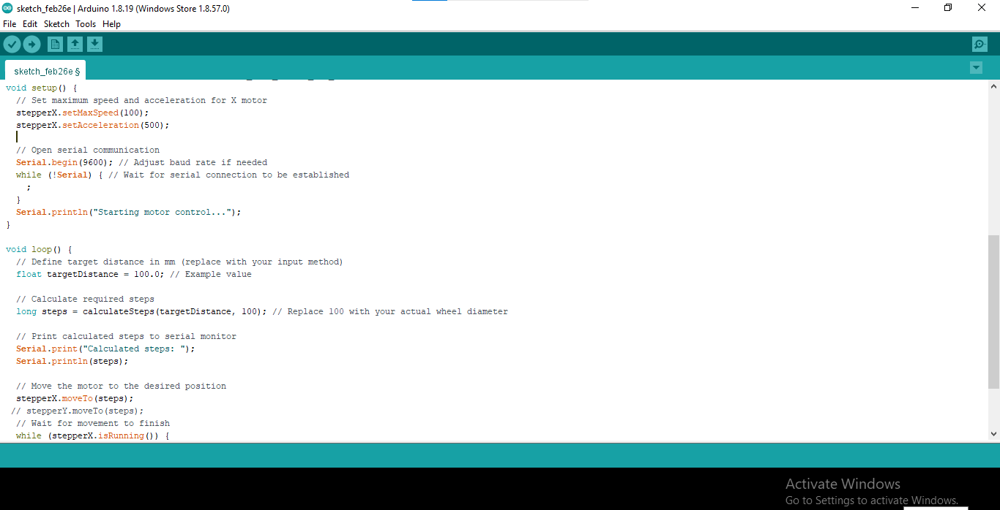 sketch_feb26e | Arduino 1.8.19 (Windows Store 1.8.57.0)
File Edit Sketch Tools Help
sketch_feb26e §
void setup() {
  // Set maximum speed and acceleration for X motor
  stepperX.setMaxSpeed(100);
  stepperX.setAcceleration(500);
  // Open serial communication
  Serial.begin(9600); // Adjust baud rate if needed
  while (!Serial) { // Wait for serial connection to be established
    ;
  }
  Serial.println("Starting motor control...");
}
void loop() {
  // Define target distance in mm (replace with your input method)
  float targetDistance = 100.0; // Example value
  // Calculate required steps
  long steps = calculateSteps(targetDistance, 100); // Replace 100 with your actual wheel diameter
  // Print calculated steps to serial monitor
  Serial.print("Calculated steps: ");
  Serial.println(steps);
  // Move the motor to the desired position
  stepperX.moveTo(steps);
 // stepperY.moveTo(steps);
  // Wait for movement to finish
  while (stepperX.isRunning()) {
Activate Windows
Go to Settings to activate Windows.